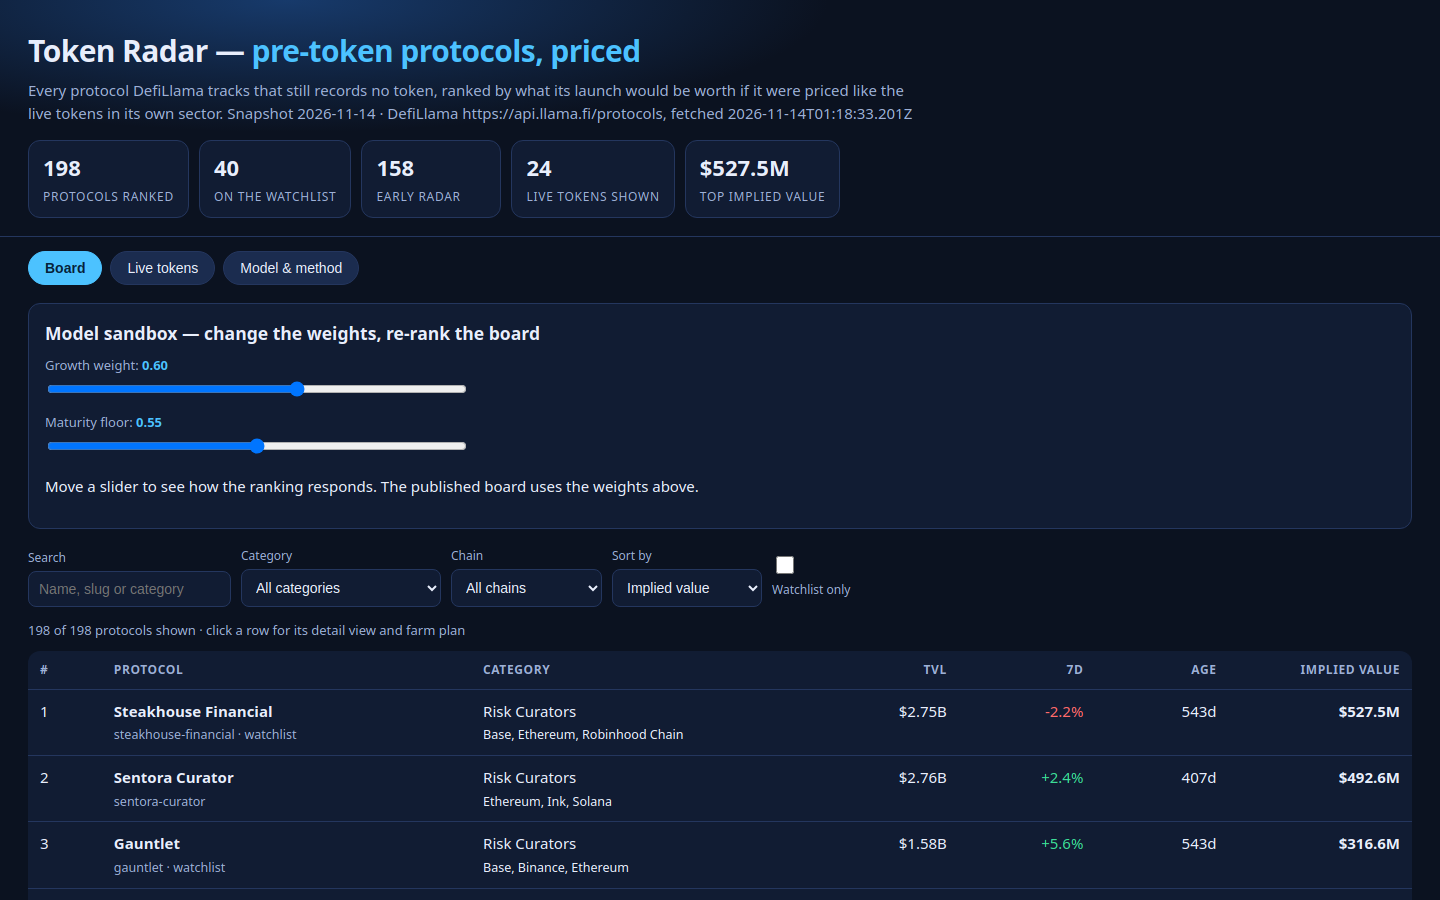 Token Radar — pre-token protocols, priced
Every protocol DefiLlama tracks that still records no token, ranked by what its launch would be worth if it were priced like the
live tokens in its own sector. Snapshot 2026-11-14 · DefiLlama https://api.llama.fi/protocols, fetched 2026-11-14T01:18:33.201Z
198
PROTOCOLS RANKED
40
ON THE WATCHLIST
158
EARLY RADAR
24
LIVE TOKENS SHOWN
$527.5M
TOP IMPLIED VALUE
Board
Live tokens
Model & method
Model sandbox — change the weights, re-rank the board
Growth weight: 0.60
Maturity floor: 0.55
Move a slider to see how the ranking responds. The published board uses the weights above.
Search
Name, slug or category
Category
All categories
Chain
All chains
Sort by
Implied value
Watchlist only
198 of 198 protocols shown · click a row for its detail view and farm plan
# PROTOCOL CATEGORY TVL 7D AGE IMPLIED VALUE
1 Steakhouse Financial Risk Curators $2.75B -2.2% 543d $527.5M
steakhouse-financial · watchlist Base, Ethereum, Robinhood Chain
2 Sentora Curator Risk Curators $2.76B +2.4% 407d $492.6M
sentora-curator Ethereum, Ink, Solana
3 Gauntlet Risk Curators $1.58B +5.6% 543d $316.6M
gauntlet · watchlist Base, Binance, Ethereum